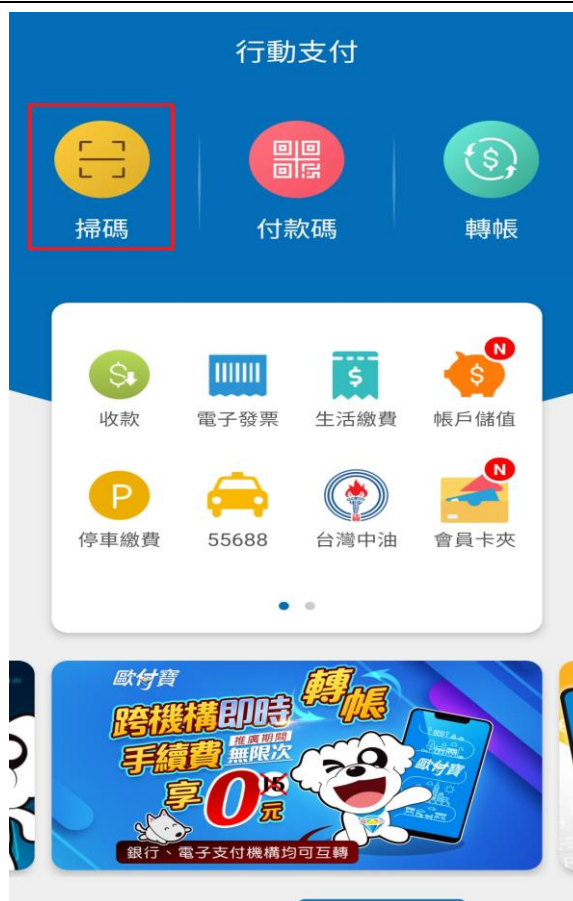 行動支付
掃碼
付款碼
轉帳
N
收款
電子發票
生活繳費
帳戶儲值
P
N
停車繳費
55688
台灣中油
會員卡夾
歐付寶
轉帳
跨機構即時
手續費
推廣期間
無限次
享0元
15
歐付寶
銀行、電子支付機構均可互轉